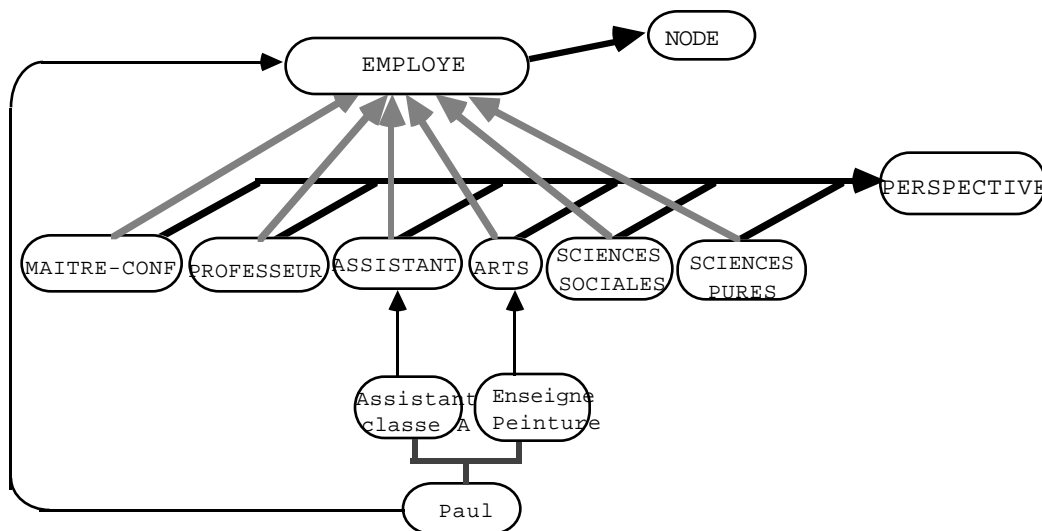 NODE
EMPLOYE
PERSPECTIVE
MAITRE-CONF
PROFESSEUR
ASSISTANT
ARTS
SCIENCES
SOCIALES
SCIENCES
PURES
Assistant
classe A
Enseigne
Peinture
Paul